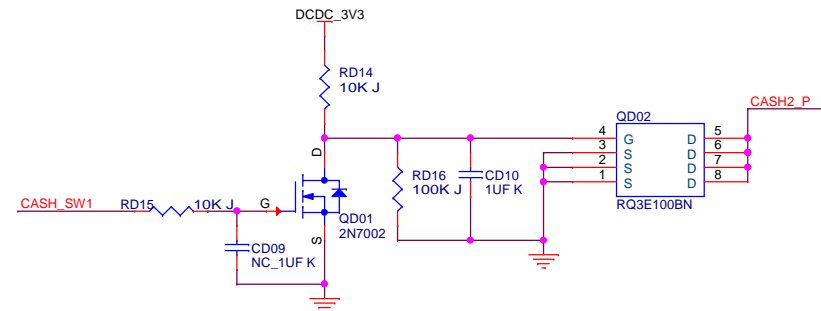 DCDC_3V3
RD14
10K J
QD02
CASH2_P
4 G D 5
3 S D 6
2 S D 7
1 S D 8
RQ3E100BN
D
RD16
100K J
CD10
1UF K
CASH_SW1
RD15
10K J
G
QD01
2N7002
S
CD09
NC_1UF K